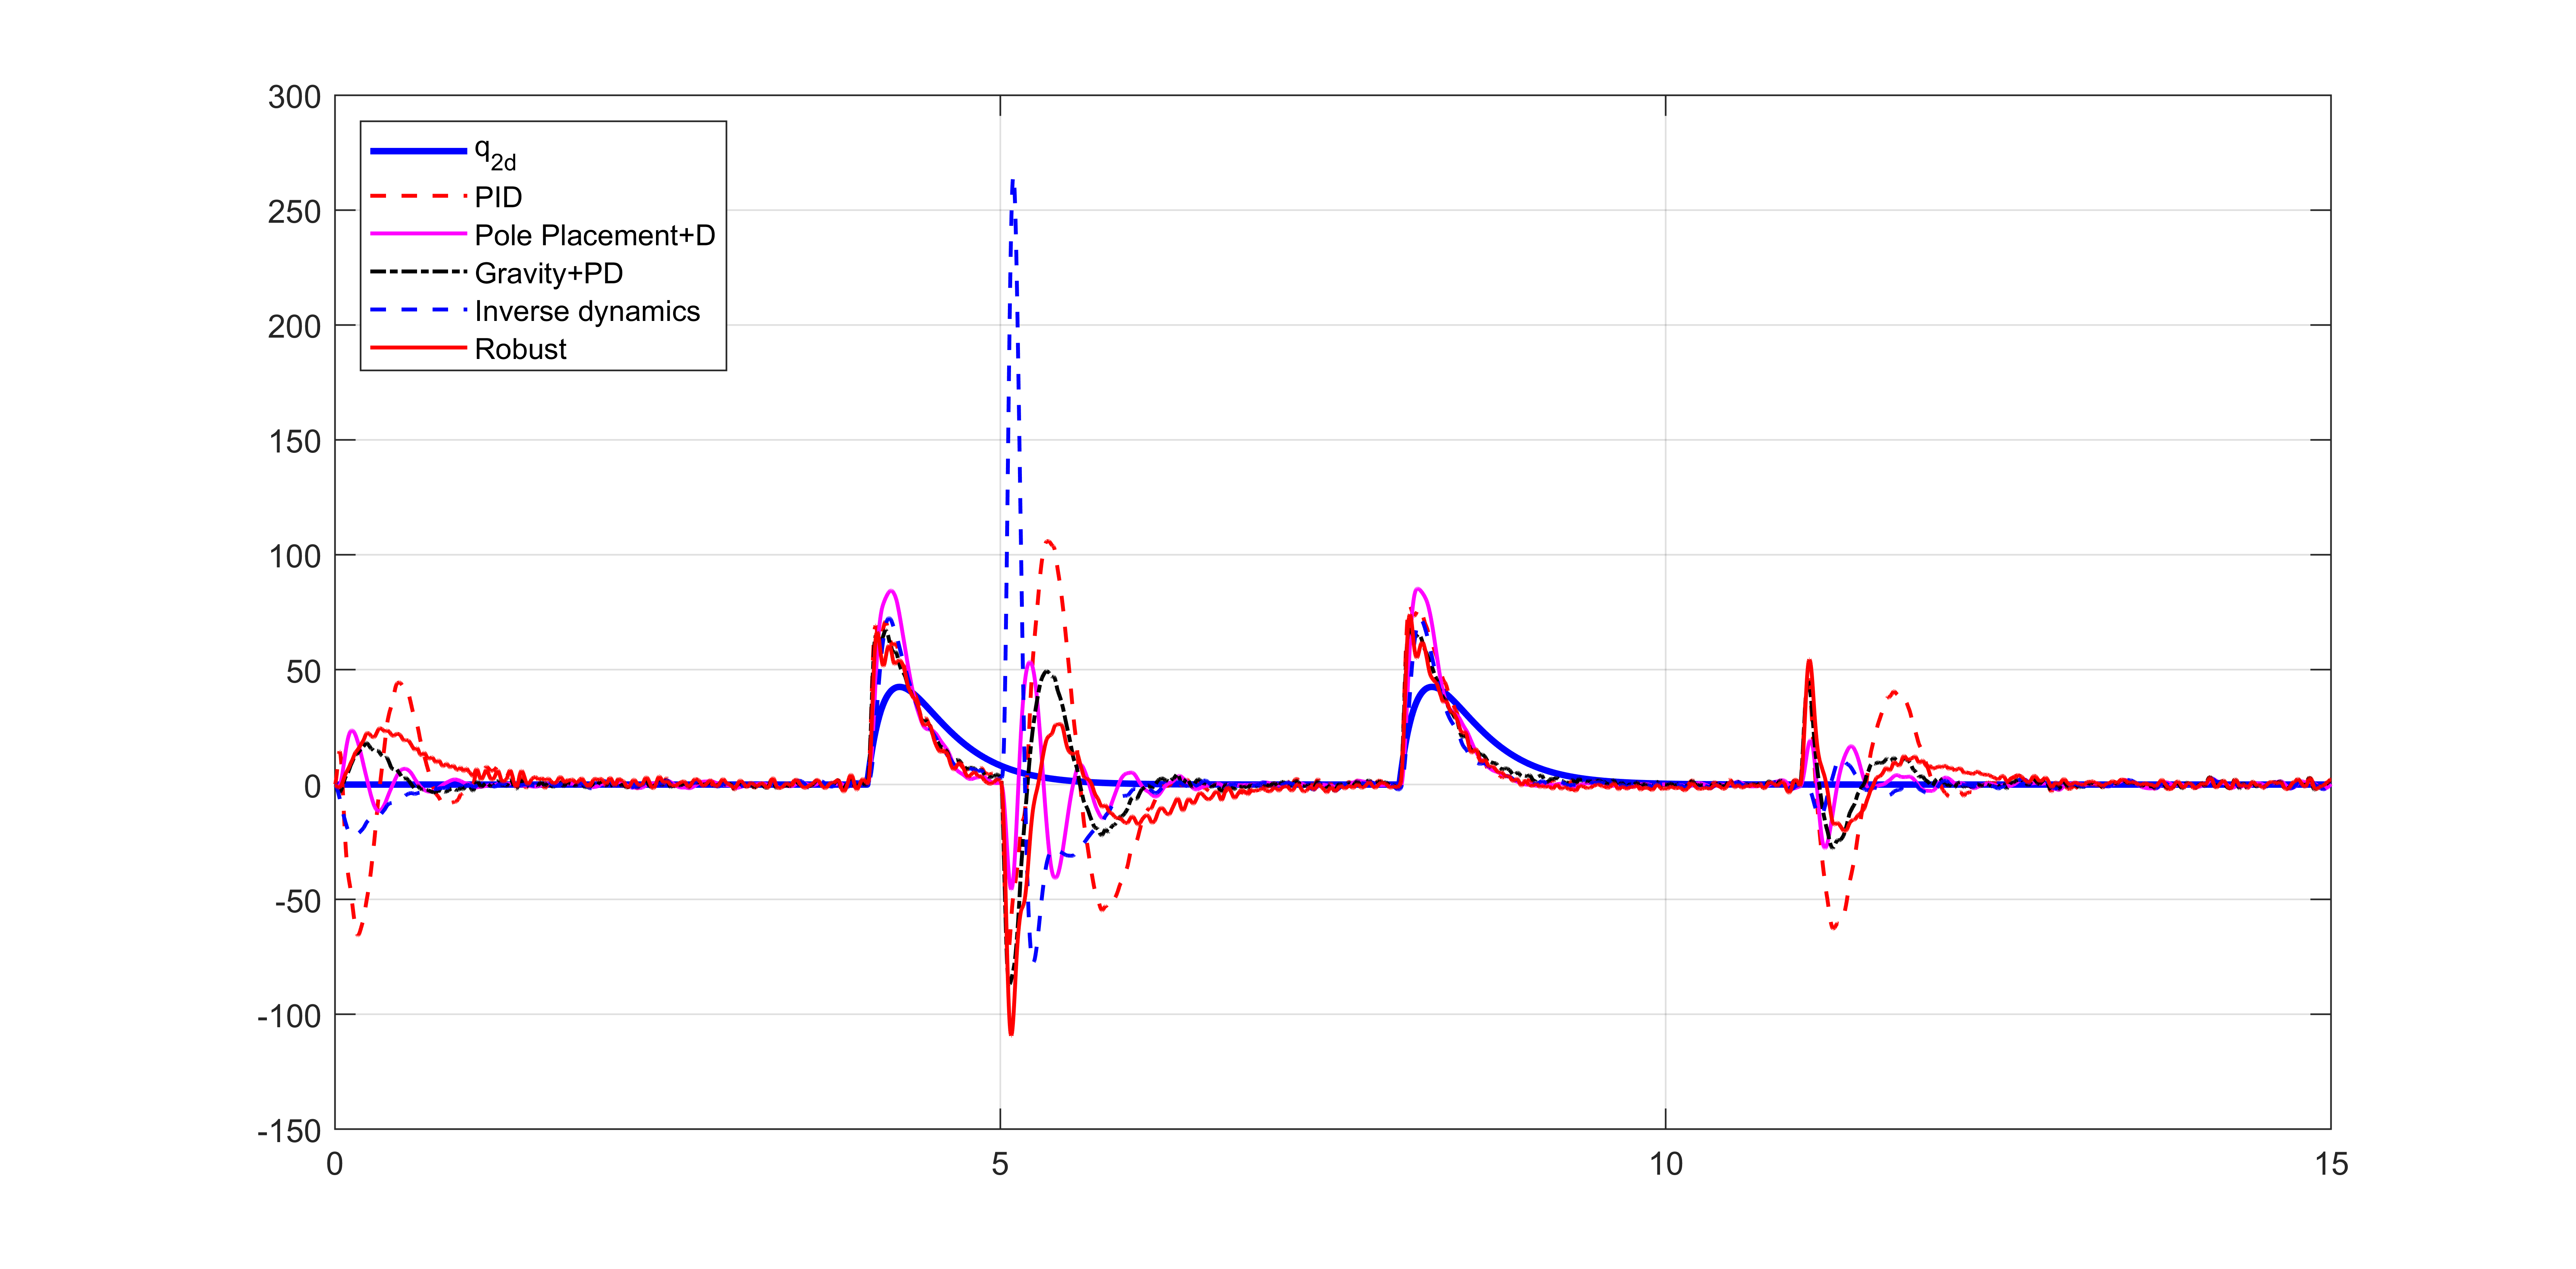 300
250
200
150
100
50
0
-50
-100
-150
0
5
10
15
q2d
PID
Pole Placement+D
Gravity+PD
Inverse dynamics
Robust